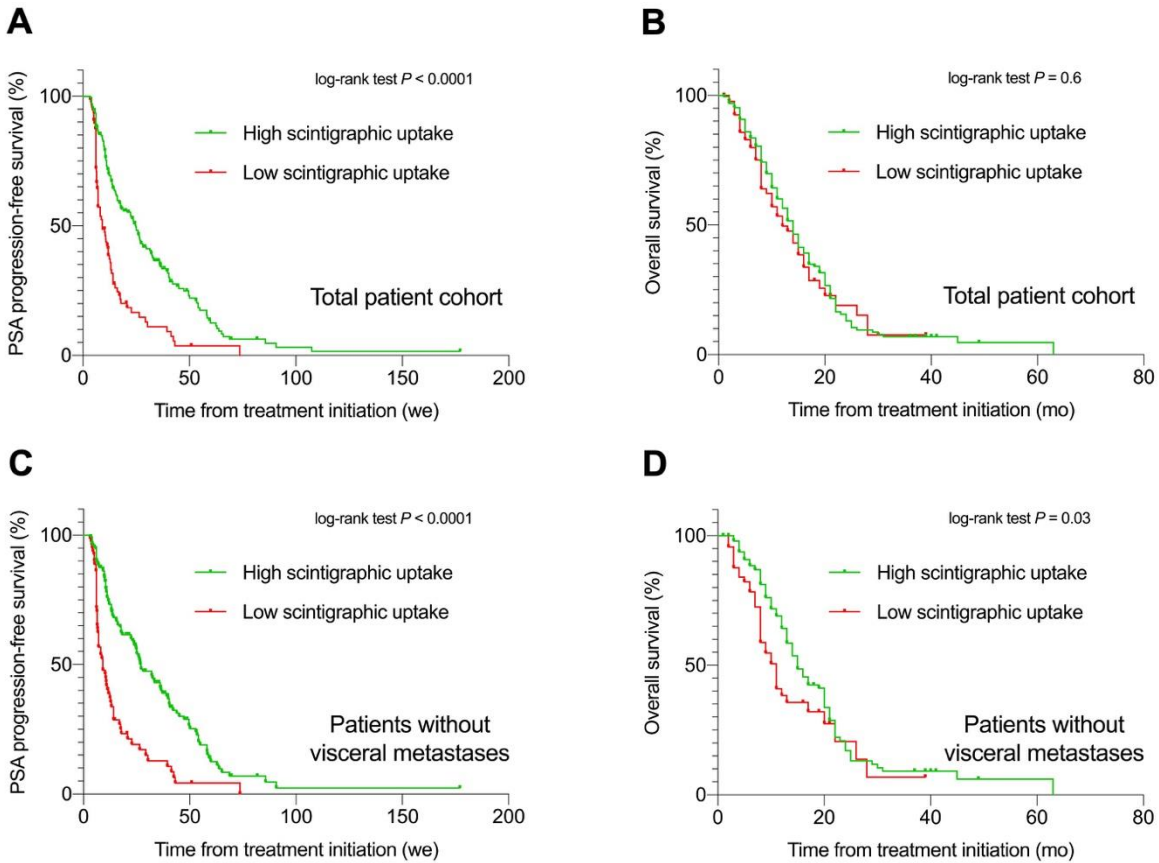 A
PSA progression-free survival (%)
log-rank test P < 0.0001
High scintigraphic uptake
Low scintigraphic uptake
Total patient cohort
100
50
0
0 50 100 150 200
Time from treatment initiation (we)
B
Overall survival (%)
log-rank test P = 0.6
High scintigraphic uptake
Low scintigraphic uptake
Total patient cohort
100
50
0
0 20 40 60 80
Time from treatment initiation (mo)
C
PSA progression-free survival (%)
log-rank test P < 0.0001
High scintigraphic uptake
Low scintigraphic uptake
Patients without
visceral metastases
100
50
0
0 50 100 150 200
Time from treatment initiation (we)
D
Overall survival (%)
log-rank test P = 0.03
High scintigraphic uptake
Low scintigraphic uptake
Patients without
visceral metastases
100
50
0
0 20 40 60 80
Time from treatment initiation (mo)